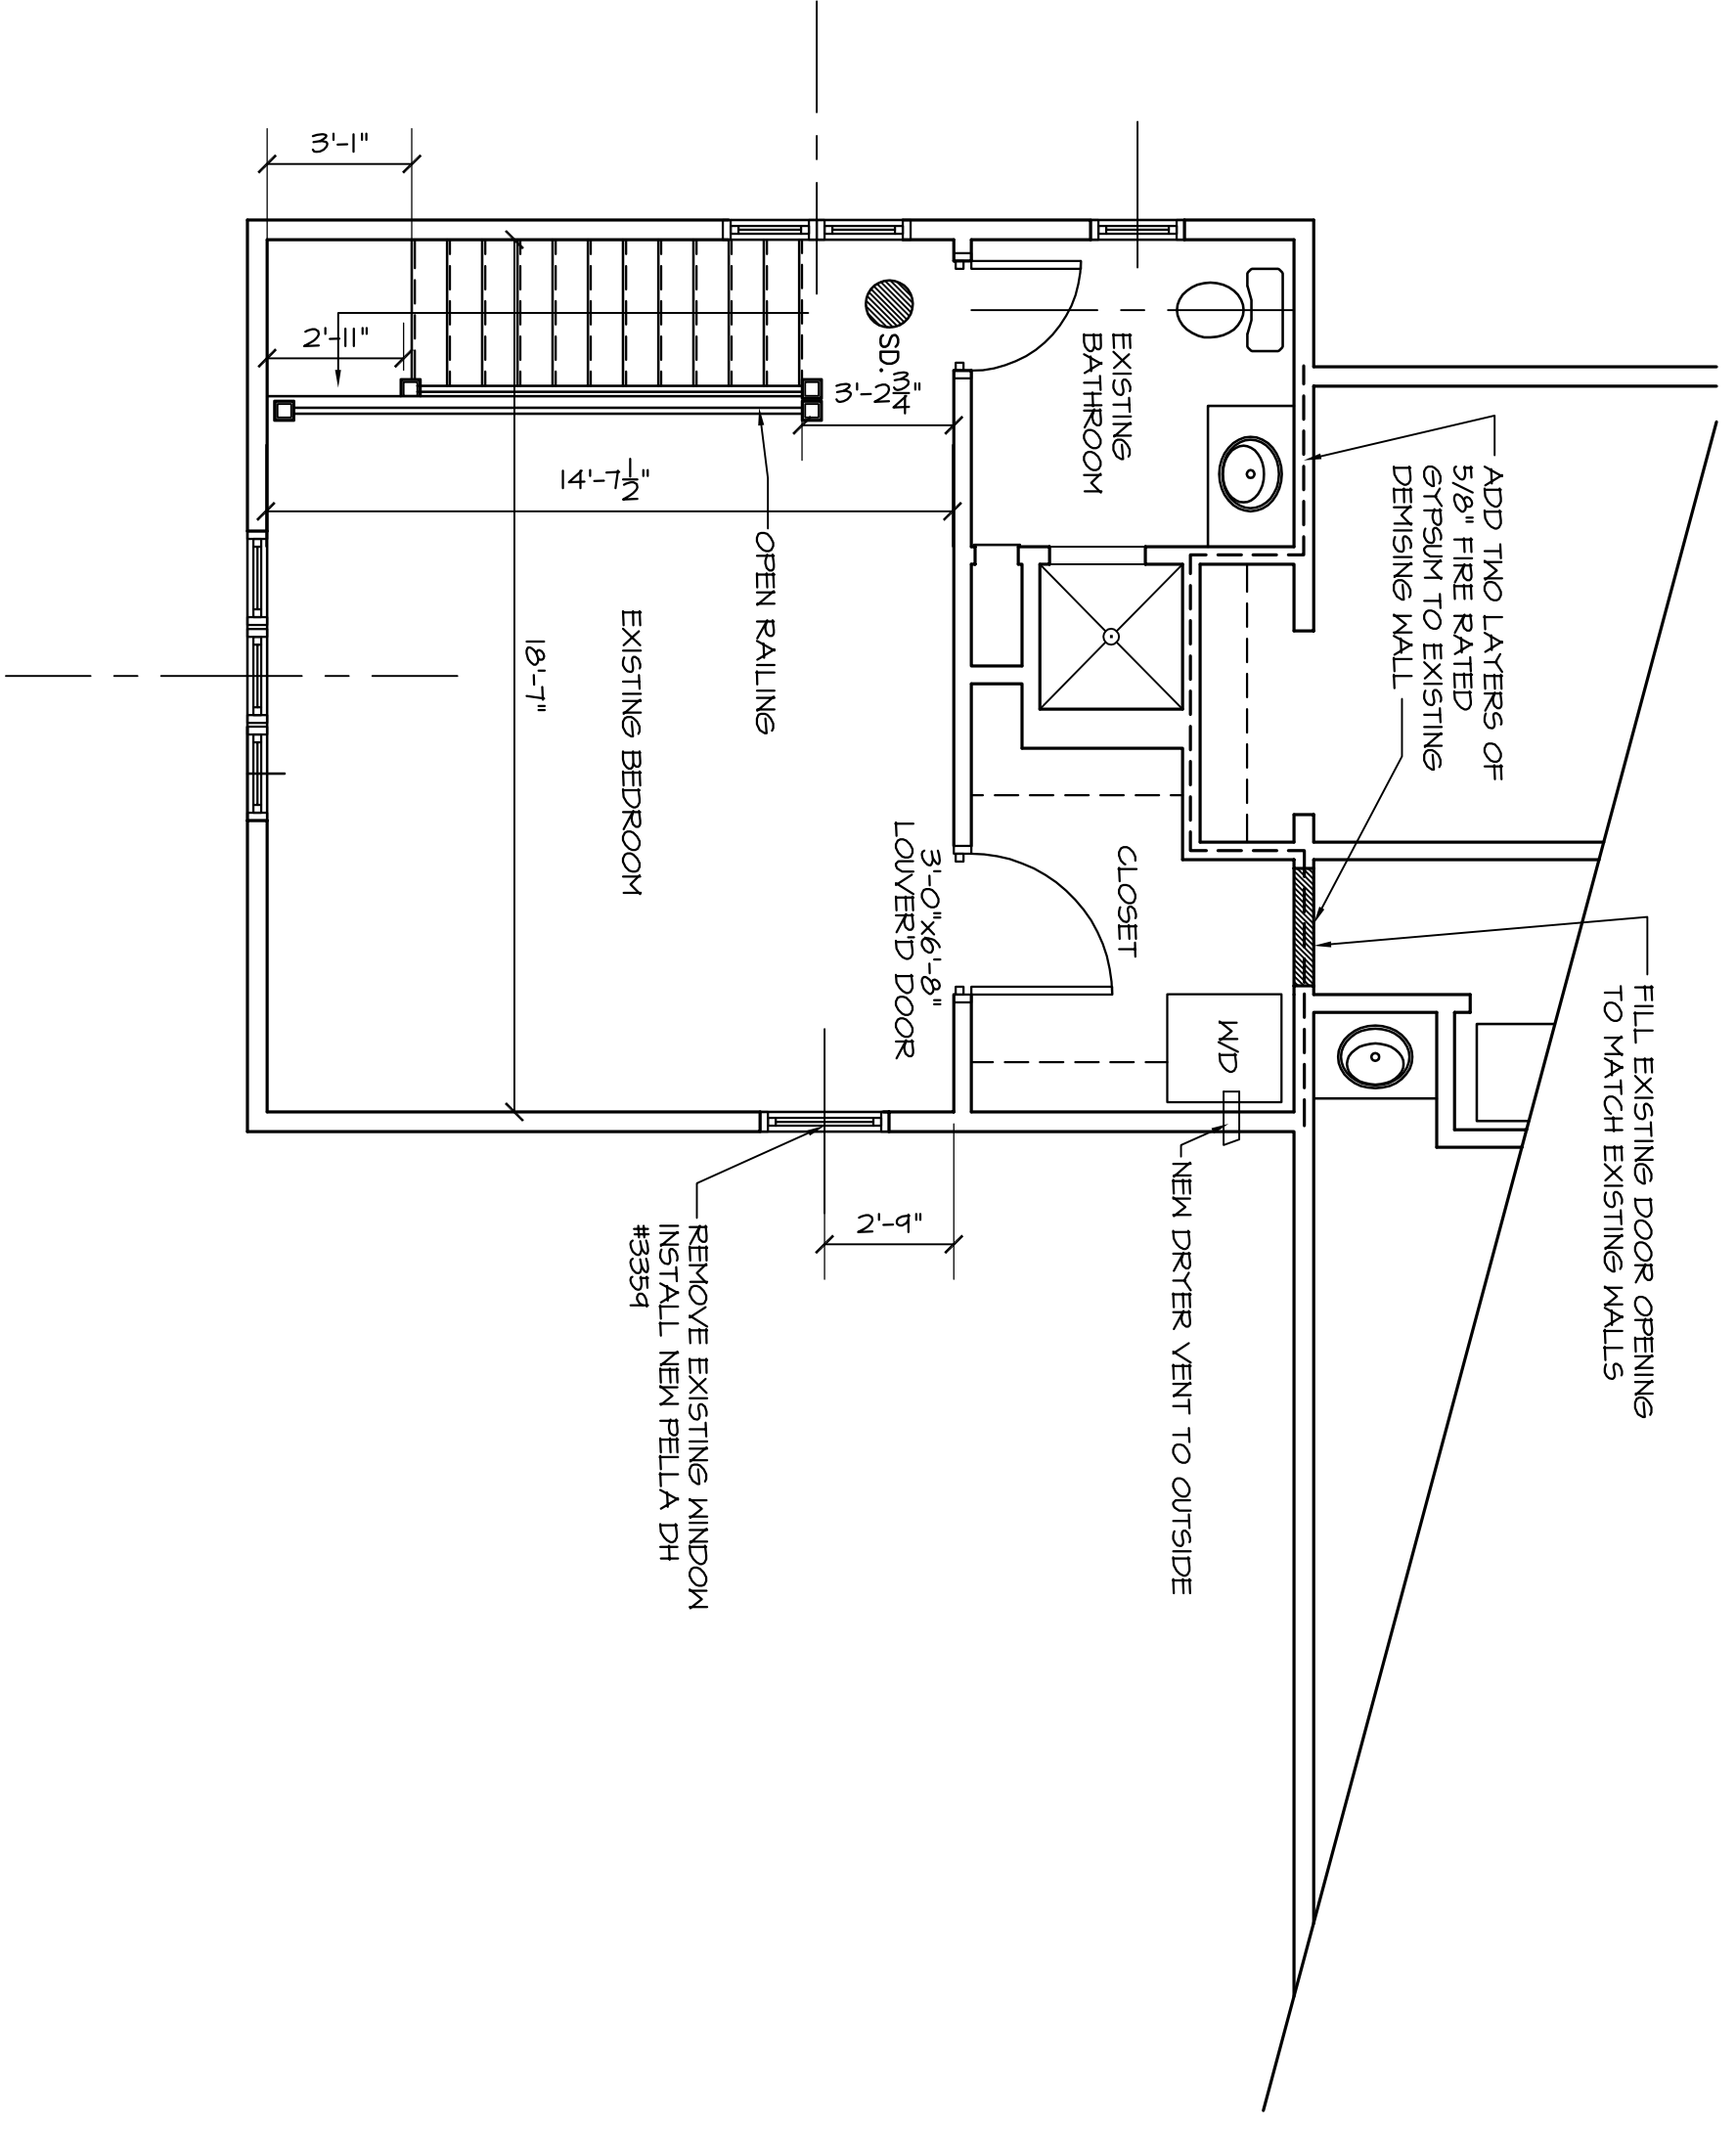 ADD TWO LAYERS OF
5/8" FIRE RATED
GYPSUM TO EXISTING
DEMISING WALL
FILL EXISTING DOOR OPENING
TO MATCH EXISTING WALLS
EXISTING
BATHROOM
CLOSET
W/D
NEW DRYER VENT TO OUTSIDE
SD.
3'-2 3/4"
3'-0"x6'-8"
LOUVER'D DOOR
OPEN RAILING
14'-7 1/2"
EXISTING BEDROOM
18'-7"
3'-1"
2'-11"
2'-9"
REMOVE EXISTING WINDOW
INSTALL NEW PELLA DH
#3359